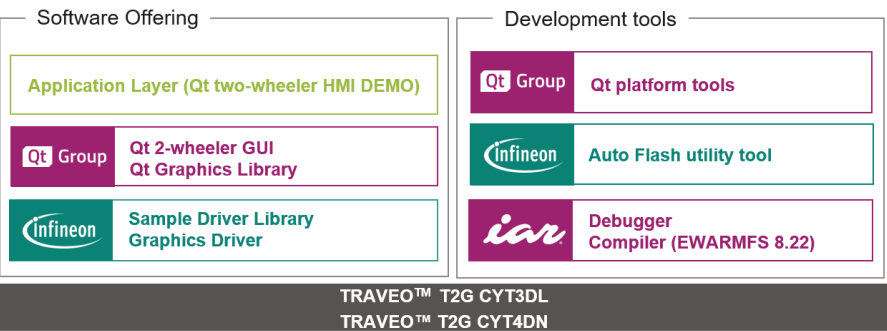 Software Offering
Application Layer (Qt two-wheeler HMI DEMO)
Qt Group
Qt 2-wheeler GUI
Qt Graphics Library
infineon
Sample Driver Library
Graphics Driver
Development tools
Qt Group
Qt platform tools
infineon
Auto Flash utility tool
iar
Debugger
Compiler (EWARMFS 8.22)
TRAVEO™ T2G CYT3DL
TRAVEO™ T2G CYT4DN